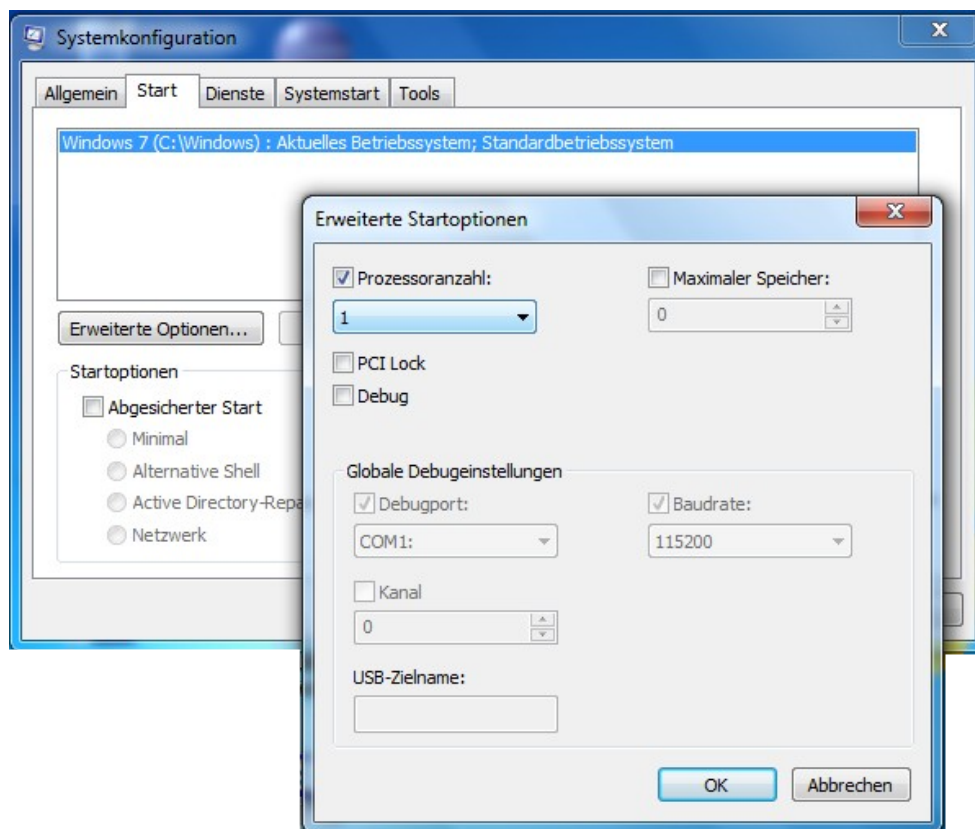 Systemkonfiguration
Allgemein Start Dienste Systemstart Tools
Windows 7 (C:\Windows) : Aktuelles Betriebssystem; Standardbetriebssystem
Erweiterte Optionen...
Startoptionen
Abgesicherter Start
Minimal
Alternative Shell
Active Directory-Repa
Netzwerk
Erweiterte Startoptionen
Prozessoranzahl: Maximaler Speicher:
1 0
PCI Lock
Debug
Globale Debugeinstellungen
Debugport: Baudrate:
COM1: 115200
Kanal
0
USB-Zielname:
OK Abbrechen